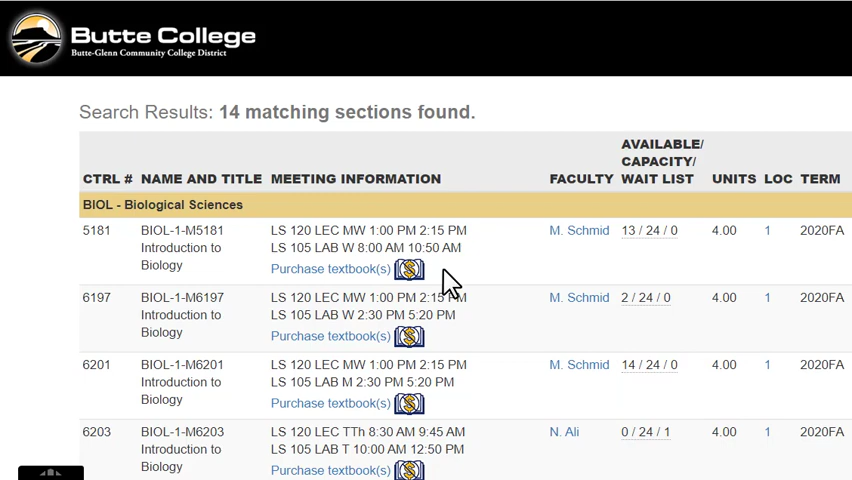 Butte College
Butte-Glenn Community College District
Search Results: 14 matching sections found.
CTRL # NAME AND TITLE MEETING INFORMATION FACULTY AVAILABLE/ CAPACITY/ WAIT LIST UNITS LOC TERM
BIOL - Biological Sciences
5181 BIOL-1-M5181 LS 120 LEC MW 1:00 PM 2:15 PM M. Schmid 13 / 24 / 0 4.00 1 2020FA
Introduction to LS 105 LAB W 8:00 AM 10:50 AM
Biology Purchase textbook(s)
6197 BIOL-1-M6197 LS 120 LEC MW 1:00 PM 2:15 PM M. Schmid 2 / 24 / 0 4.00 1 2020FA
Introduction to LS 105 LAB W 2:30 PM 5:20 PM
Biology Purchase textbook(s)
6201 BIOL-1-M6201 LS 120 LEC MW 1:00 PM 2:15 PM M. Schmid 14 / 24 / 0 4.00 1 2020FA
Introduction to LS 105 LAB M 2:30 PM 5:20 PM
Biology Purchase textbook(s)
6203 BIOL-1-M6203 LS 120 LEC TTh 8:30 AM 9:45 AM N. Ali 0 / 24 / 1 4.00 1 2020FA
Introduction to LS 105 LAB T 10:00 AM 12:50 PM
Biology Purchase textbook(s)